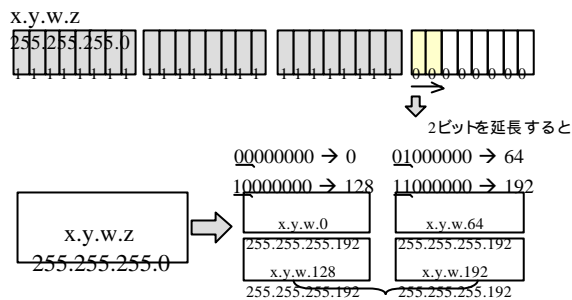 x.y.w.z
255.255.255.0
1 1 1 1 1 1 1 1 1 1 1 1 1 1 1 1 1 1 1 1 1 1 1 1 0 0 0 0 0 0 0 0
2ビットを延長すると
00000000 → 0 01000000 → 64
10000000 → 128 11000000 → 192
x.y.w.z
255.255.255.0
x.y.w.0 x.y.w.64
255.255.255.192 255.255.255.192
x.y.w.128 x.y.w.192
255.255.255.192 255.255.255.192